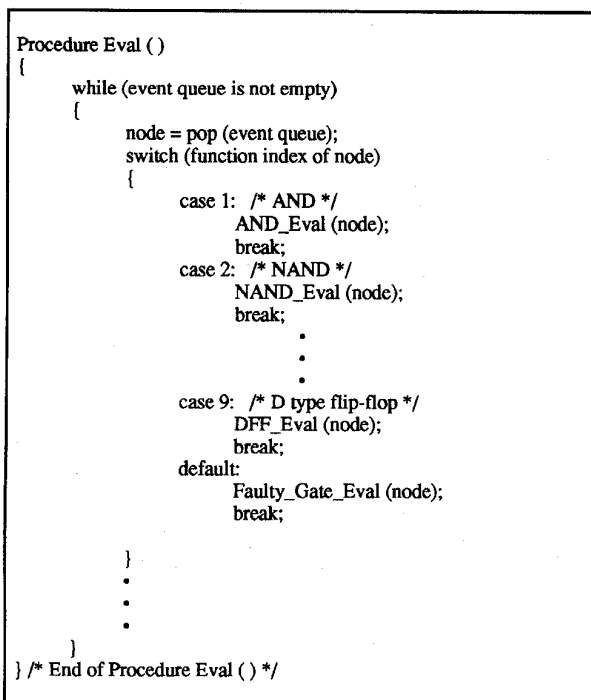 Procedure Eval ( )
{
while (event queue is not empty)
{
node = pop (event queue);
switch (function index of node)
{
case 1: /* AND */
AND_Eval (node);
break;
case 2: /* NAND */
NAND_Eval (node);
break;
•
•
•
case 9: /* D type flip-flop */
DFF_Eval (node);
break;
default:
Faulty_Gate_Eval (node);
break;
}
•
•
•
}
} /* End of Procedure Eval ( ) */